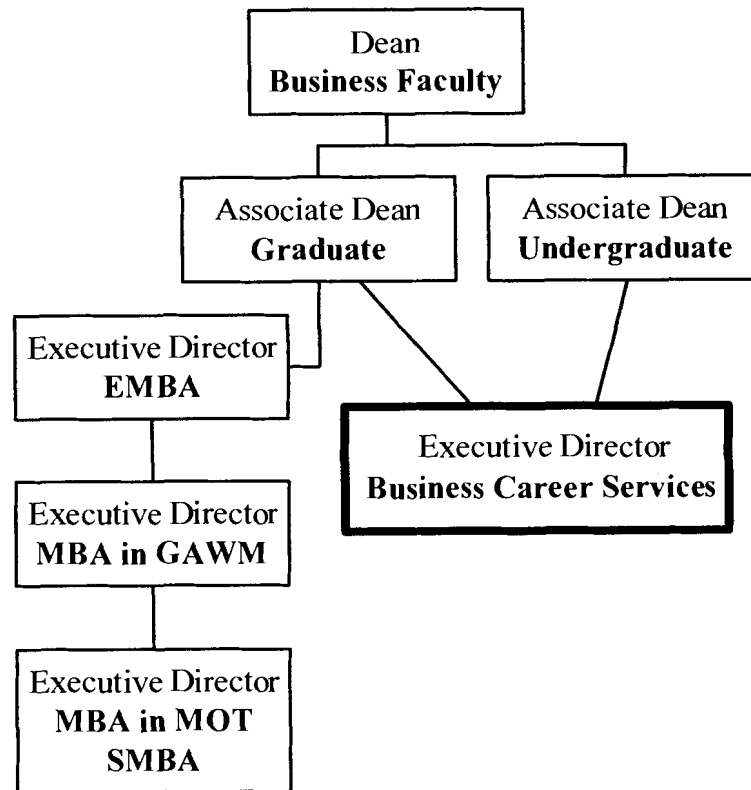 Dean
Business Faculty
Associate Dean
Graduate
Associate Dean
Undergraduate
Executive Director
EMBA
Executive Director
Business Career Services
Executive Director
MBA in GAWM
Executive Director
MBA in MOT
SMBA